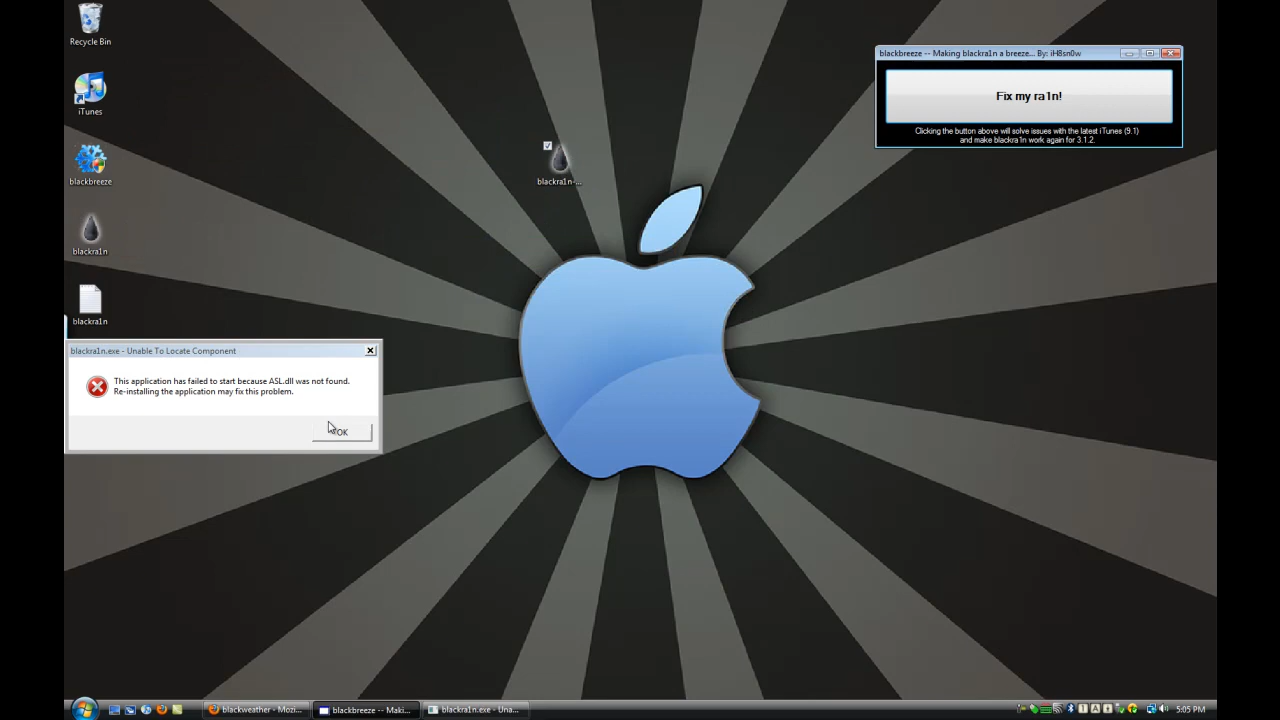 Recycle Bin
iTunes
blackbreeze
blackra1n
blackra1n
blackra1n-...
blackbreeze -- Making blackra1n a breeze... By: iH8sn0w
Fix my ra1n!
Clicking the button above will solve issues with the latest iTunes (9.1)
and make blackra1n work again for 3.1.2.
blackra1n.exe - Unable To Locate Component
This application has failed to start because ASL.dll was not found.
Re-installing the application may fix this problem.
OK
blackweather - Mozi...
blackbreeze -- Maki...
blackra1n.exe - Una...
5:05 PM